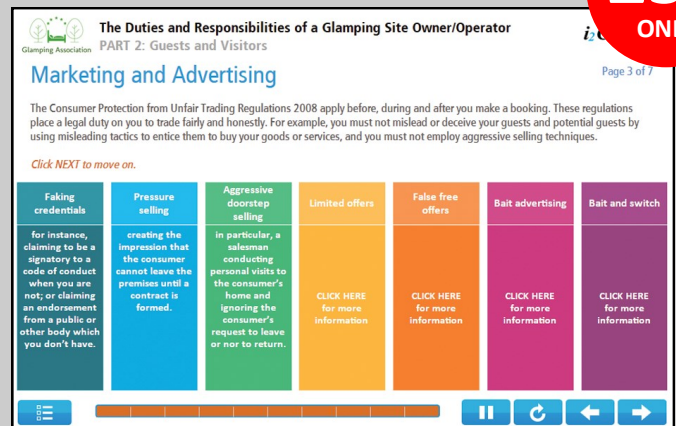 The Duties and Responsibilities of a Glamping Site Owner/Operator
Glamping Association
PART 2: Guests and Visitors
ON
Marketing and Advertising
Page 3 of 7
The Consumer Protection from Unfair Trading Regulations 2008 apply before, during and after you make a booking. These regulations
place a legal duty on you to trade fairly and honestly. For example, you must not mislead or deceive your guests and potential guests by
using misleading tactics to entice them to buy your goods or services, and you must not employ aggressive selling techniques.
Click NEXT to move on.
Faking
credentials
for instance,
claiming to be a
signatory to a
code of conduct
when you are
not; or claiming
an endorsement
from a public or
other body which
you don't have.
Pressure
selling
creating the
impression that
the consumer
cannot leave the
premises until a
contract is
formed.
Aggressive
doorstep
selling
in particular, a
salesman
conducting
personal visits to
the consumer's
home and
ignoring the
consumer's
request to leave
or nor to return.
Limited offers
CLICK HERE
for more
information
False free
offers
CLICK HERE
for more
information
Bait advertising
CLICK HERE
for more
information
Bait and switch
CLICK HERE
for more
information